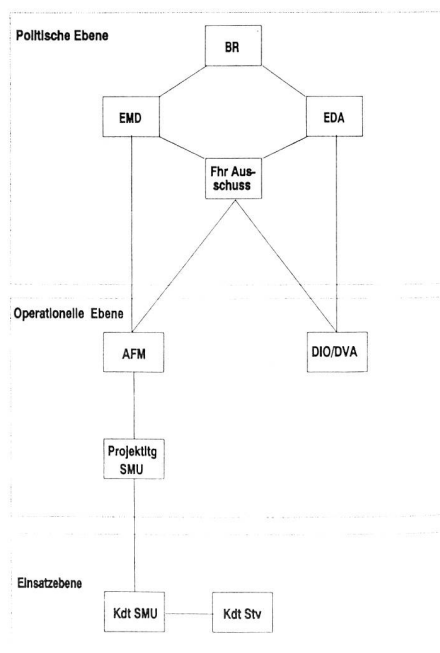 Politische Ebene
BR
EMD
EDA
Fhr Aus-
schuss
Operationelle Ebene
AFM
DIO/DVA
Projektltg
SMU
Einsatzebene
Kdt SMU
Kdt Stv